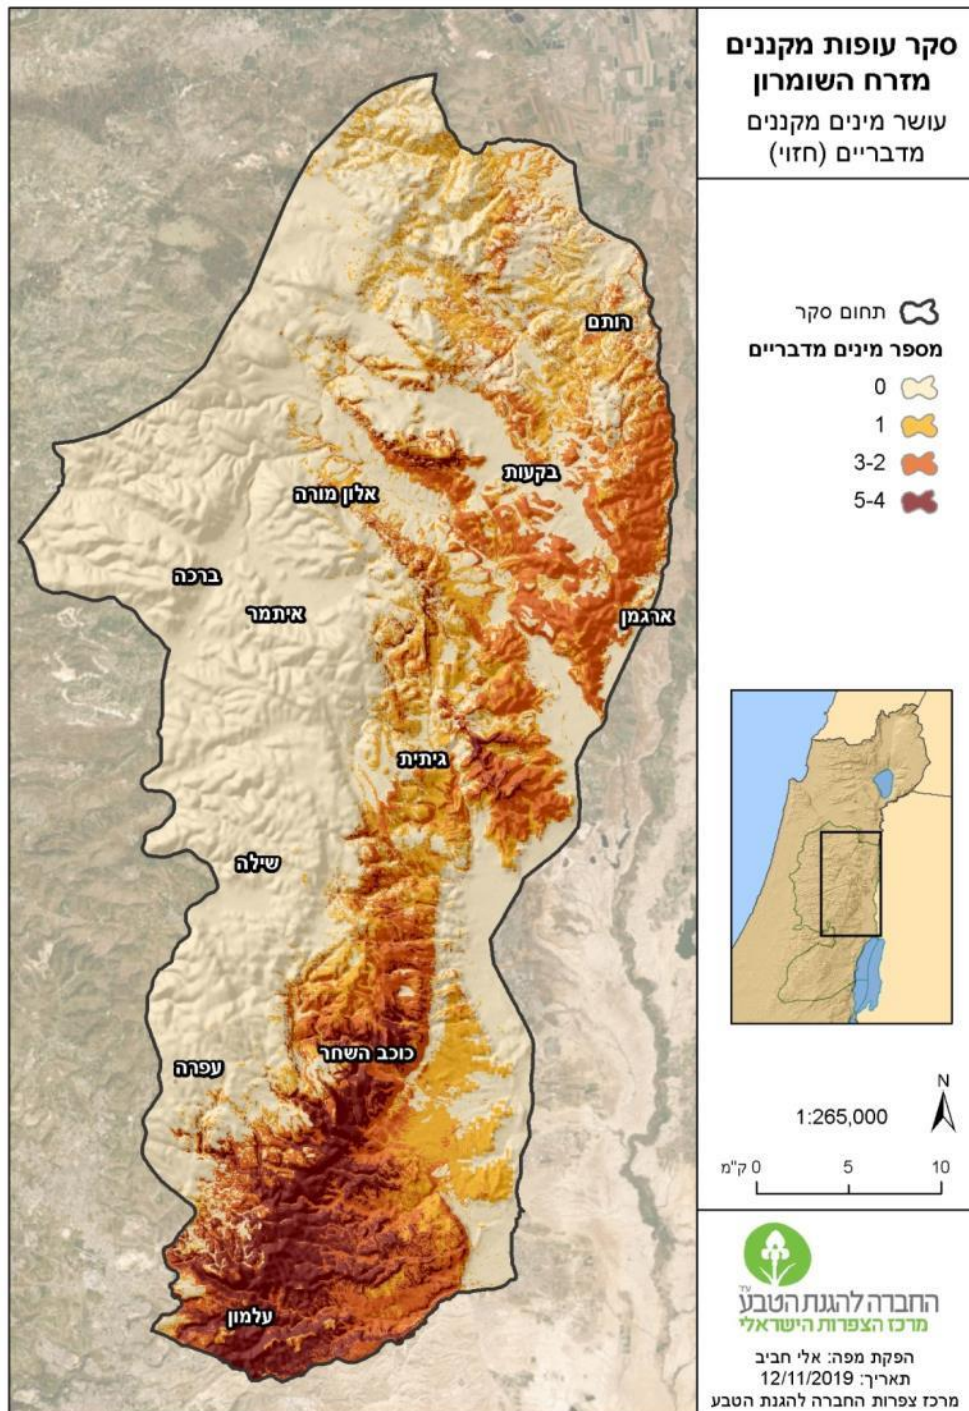 סקר עופות מקננים
מזרח השומרון
עושר מינים מקננים
מדבריים (חזוי)
תחום סקר
מספר מינים מדבריים
0
1
3-2
5-4
רותם
בקעות
אלון מורה
ברכה
איתמר
ארגמן
גיתית
שילה
כוכב השחר
עפרה
עלמון
N
1:265,000
0 ק"מ
5
10
החברה להגנת הטבע
ע״ר
מרכז הצפרות הישראלי
הפקת מפה: אלי חביב
תאריך: 12/11/2019
מרכז צפרות החברה להגנת הטבע